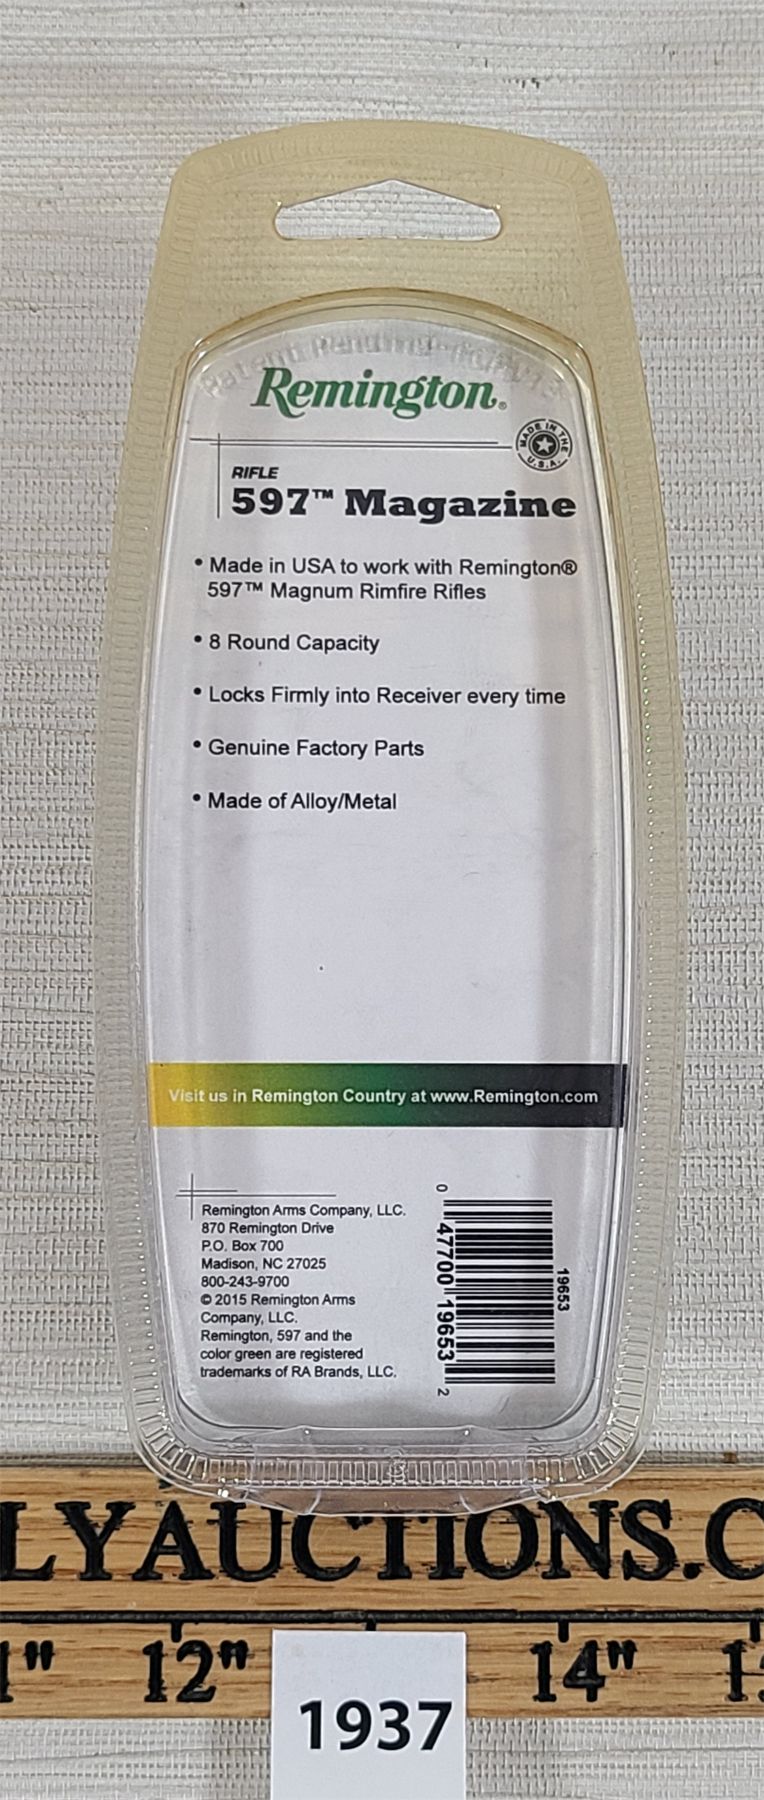 Patent Pending
Remington®
MADE IN THE U.S.A.
RIFLE
597™ Magazine
• Made in USA to work with Remington®
597™ Magnum Rimfire Rifles
• 8 Round Capacity
• Locks Firmly into Receiver every time
• Genuine Factory Parts
• Made of Alloy/Metal
Visit us in Remington Country at www.Remington.com
Remington Arms Company, LLC.
870 Remington Drive
P.O. Box 700
Madison, NC 27025
800-243-9700
© 2015 Remington Arms
Company, LLC.
Remington, 597 and the
color green are registered
trademarks of RA Brands, LLC.
0 47700 19653 2
19653
LYAUCTIONS.C
1" 12" 14" 1
1937